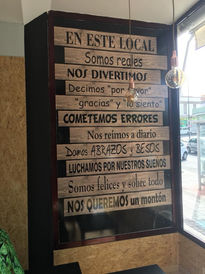 EN ESTE LOCAL
Somos reales
NOS DIVERTIMOS
Decimos "por favor"
"gracias" y "lo siento"
COMETEMOS ERRORES
Nos reímos a diario
Damos ABRAZOS y BESOS
LUCHAMOS POR NUESTROS SUEÑOS
Somos felices y sobre todo
NOS QUEREMOS un montón